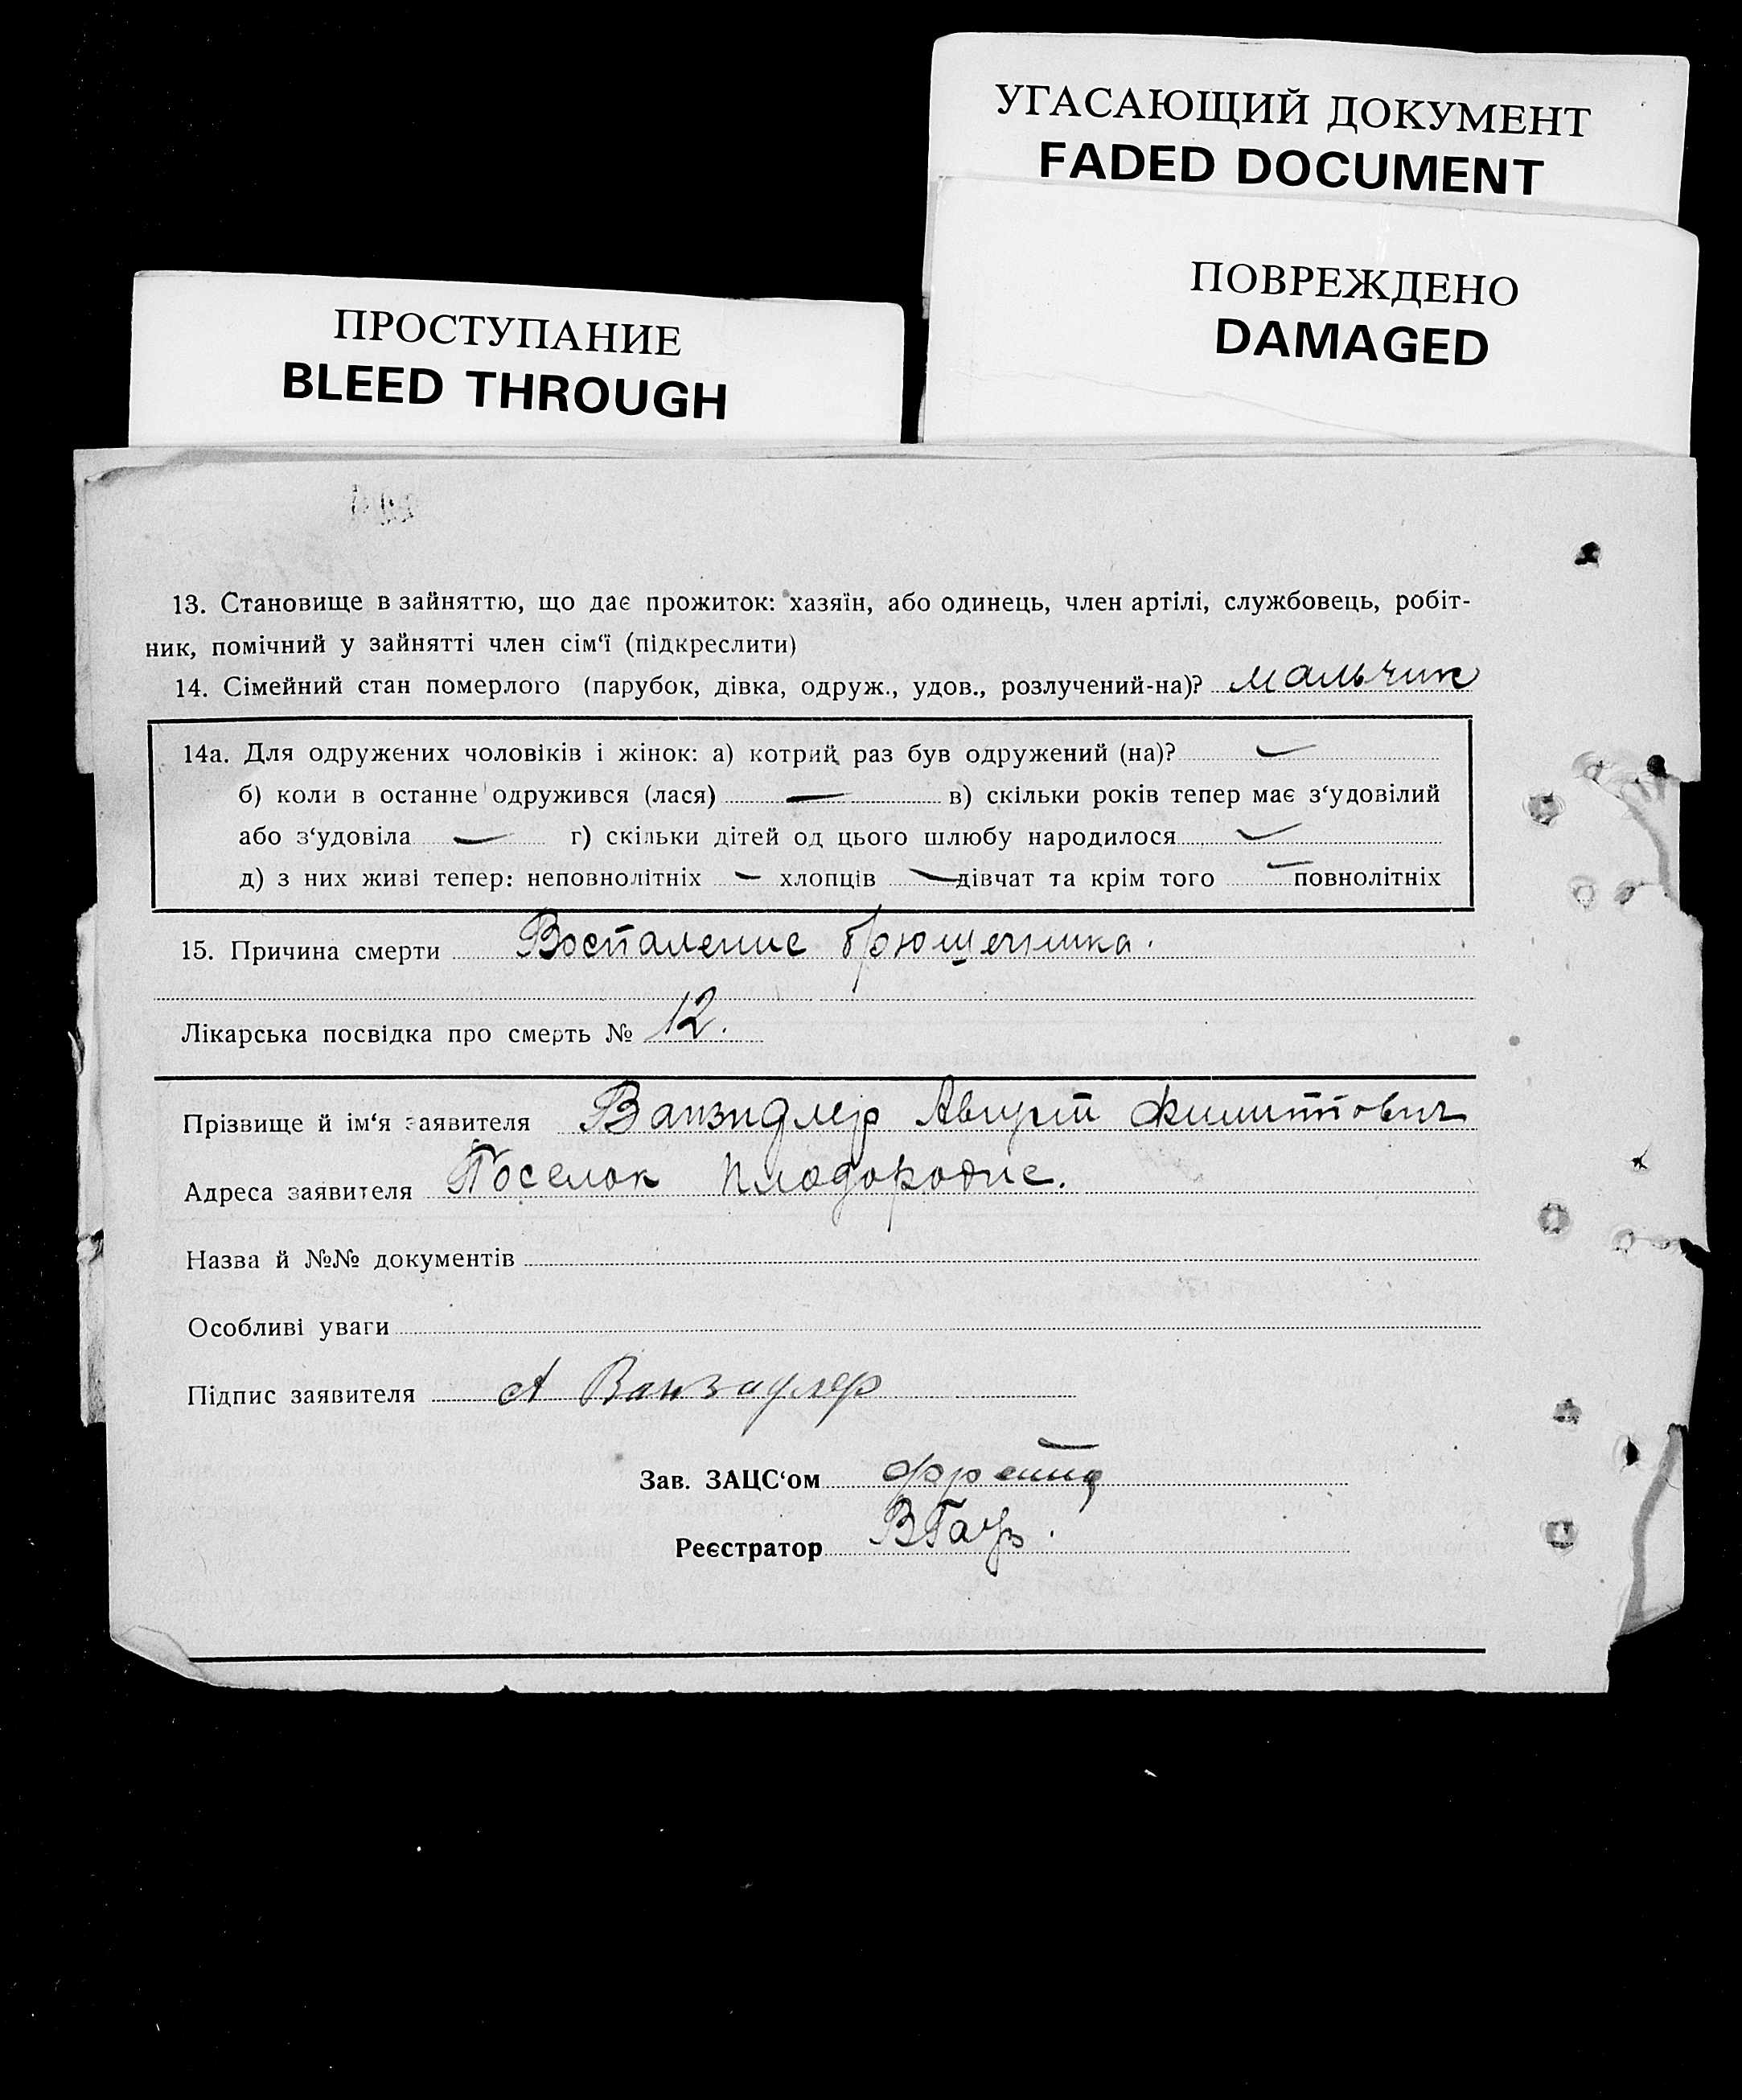 УГАСАЮЩИЙ ДОКУМЕНТ
FADED DOCUMENT
ПОВРЕЖДЕНО
DAMAGED
ПРОСТУПАНИЕ
BLEED THROUGH
13. Становище в зайняттю, що дає прожиток: хазяїн, або одинець, член артілі, службовець, робіт-
ник, помічний у зайнятті член сім‘ї (підкреслити)
14. Сімейний стан померлого (парубок, дівка, одруж., удов., розлучений-на)? мальчик
14а. Для одружених чоловіків і жінок: а) котрий раз був одружений (на)? —
б) коли в останне одружився (лася) — в) скільки років тепер має з‘удовілий
або з‘удовіла — г) скільки дітей од цього шлюбу народилося —
д) з них живі тепер: неповнолітніх — хлопців — дівчат та крім того — повнолітніх
15. Причина смерти Воспаление брюшечника.
Лікарська посвідка про смерть № 12.
Прізвище й ім‘я заявителя Ванзидлер Август Филиппович
Адреса заявителя Поселок Плодородие.
Назва й №№ документів
Особливі уваги
Підпис заявителя А Ванзидлер
Зав. ЗАЦС‘ом
Реєстратор